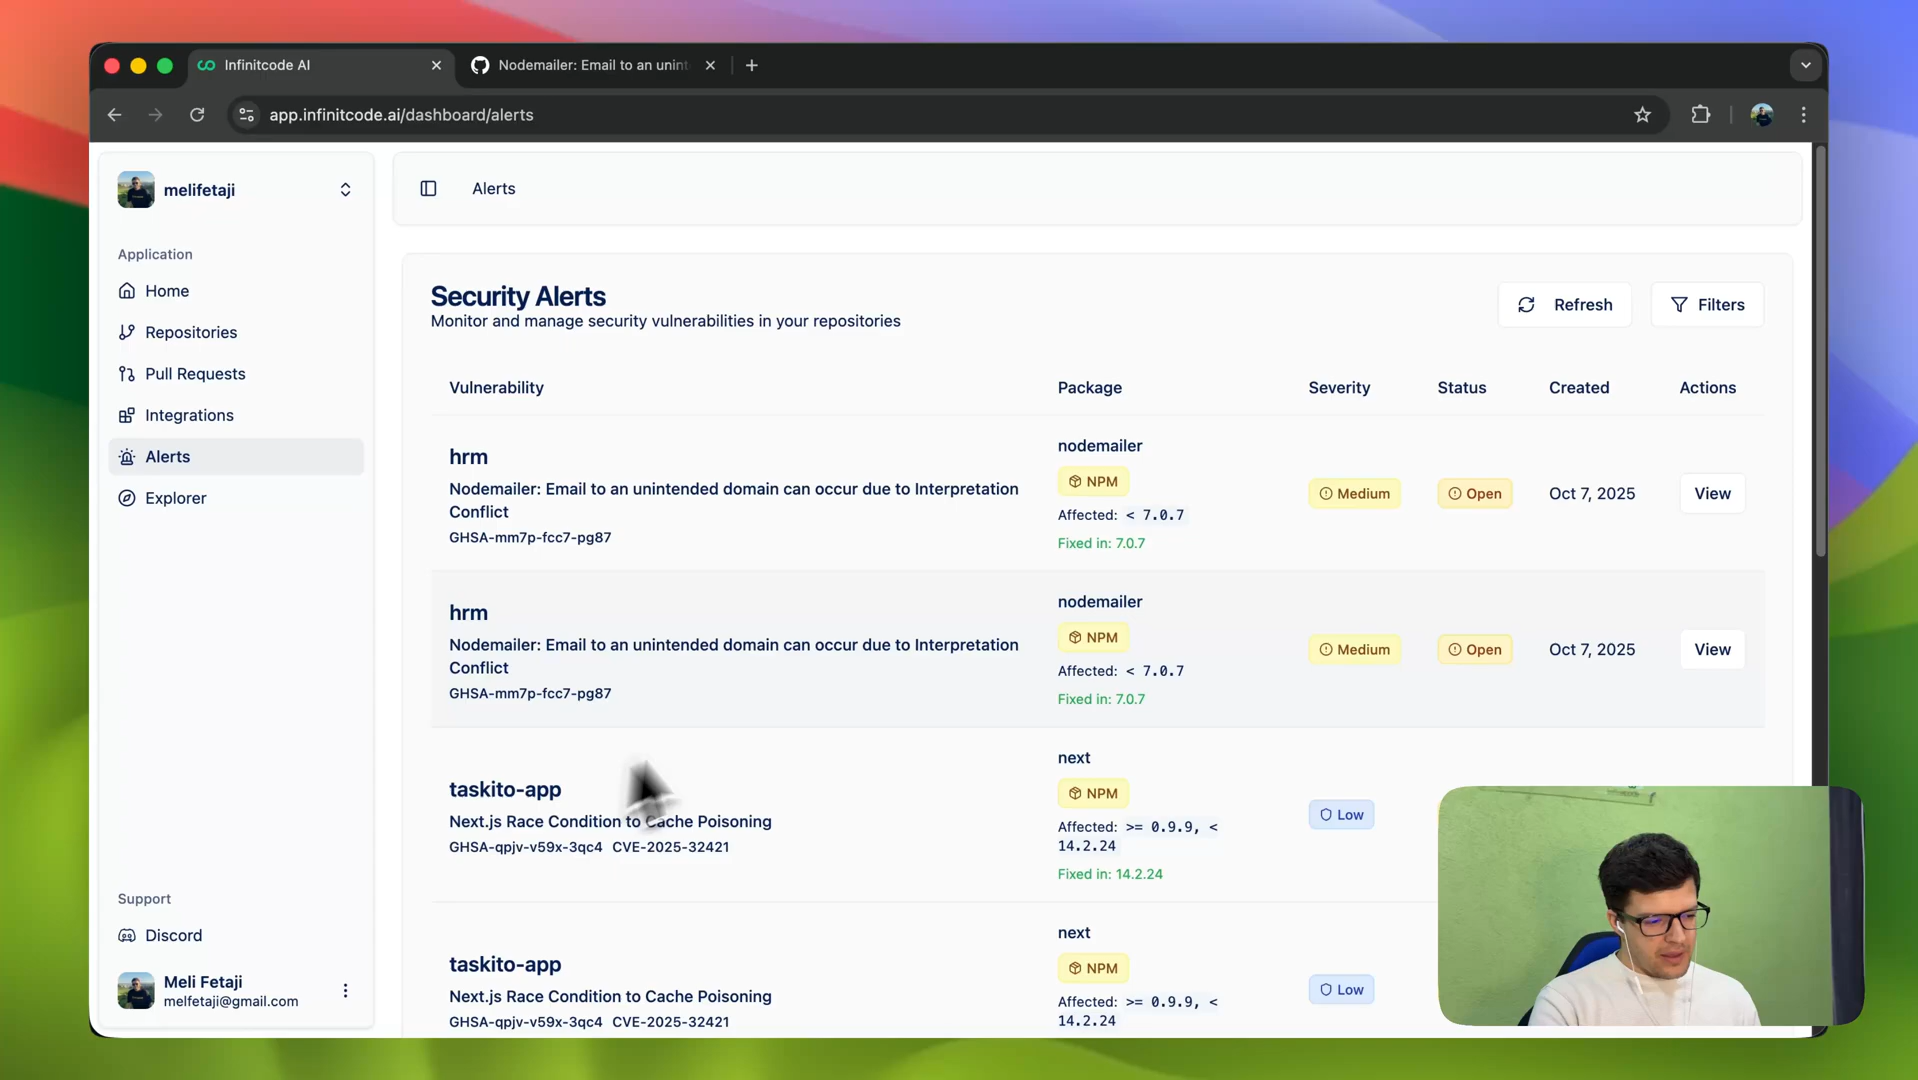 Infinitcode AI
Nodemailer: Email to an unint
app.infinitcode.ai/dashboard/alerts
melifetaji
Alerts
Application
Home
Repositories
Pull Requests
Integrations
Alerts
Explorer
Support
Discord
Meli Fetaji
melfetaji@gmail.com
Security Alerts
Monitor and manage security vulnerabilities in your repositories
Refresh
Filters
Vulnerability Package Severity Status Created Actions
hrm
Nodemailer: Email to an unintended domain can occur due to Interpretation
Conflict
GHSA-mm7p-fcc7-pg87
nodemailer
NPM
Affected: < 7.0.7
Fixed in: 7.0.7
Medium
Open
Oct 7, 2025
View
hrm
Nodemailer: Email to an unintended domain can occur due to Interpretation
Conflict
GHSA-mm7p-fcc7-pg87
nodemailer
NPM
Affected: < 7.0.7
Fixed in: 7.0.7
Medium
Open
Oct 7, 2025
View
taskito-app
Next.js Race Condition to Cache Poisoning
GHSA-qpjv-v59x-3qc4 CVE-2025-32421
next
NPM
Affected: >= 0.9.9, <
14.2.24
Fixed in: 14.2.24
Low
taskito-app
Next.js Race Condition to Cache Poisoning
GHSA-qpjv-v59x-3qc4 CVE-2025-32421
next
NPM
Affected: >= 0.9.9, <
14.2.24
Low